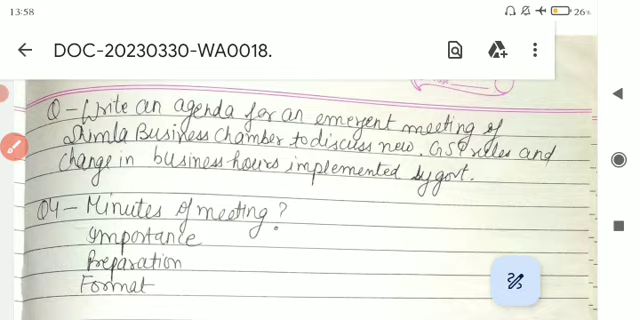 13:58
26%
DOC-20230330-WA0018.
Q - Write an agenda for an emergent meeting of
Shimla Business Chamber to discuss new GST rules and
change in business hours implemented by govt.
Q4 - Minutes of meeting?
Importance
Preparation
Format